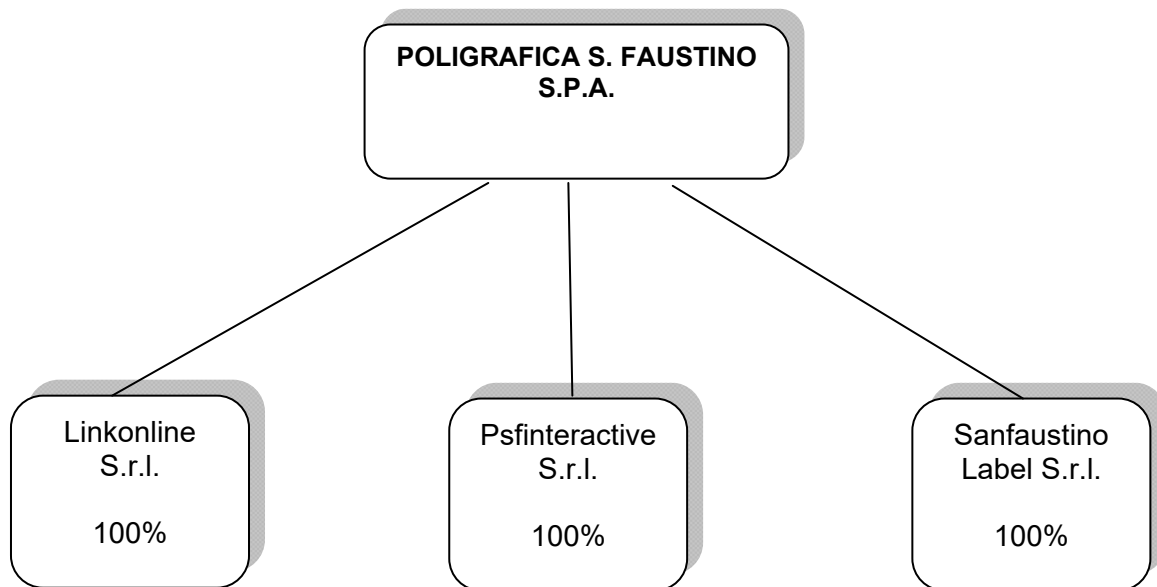 POLIGRAFICA S. FAUSTINO
S.P.A.
Linkonline
S.r.l.
100%
Psfinteractive
S.r.l.
100%
Sanfaustino
Label S.r.l.
100%